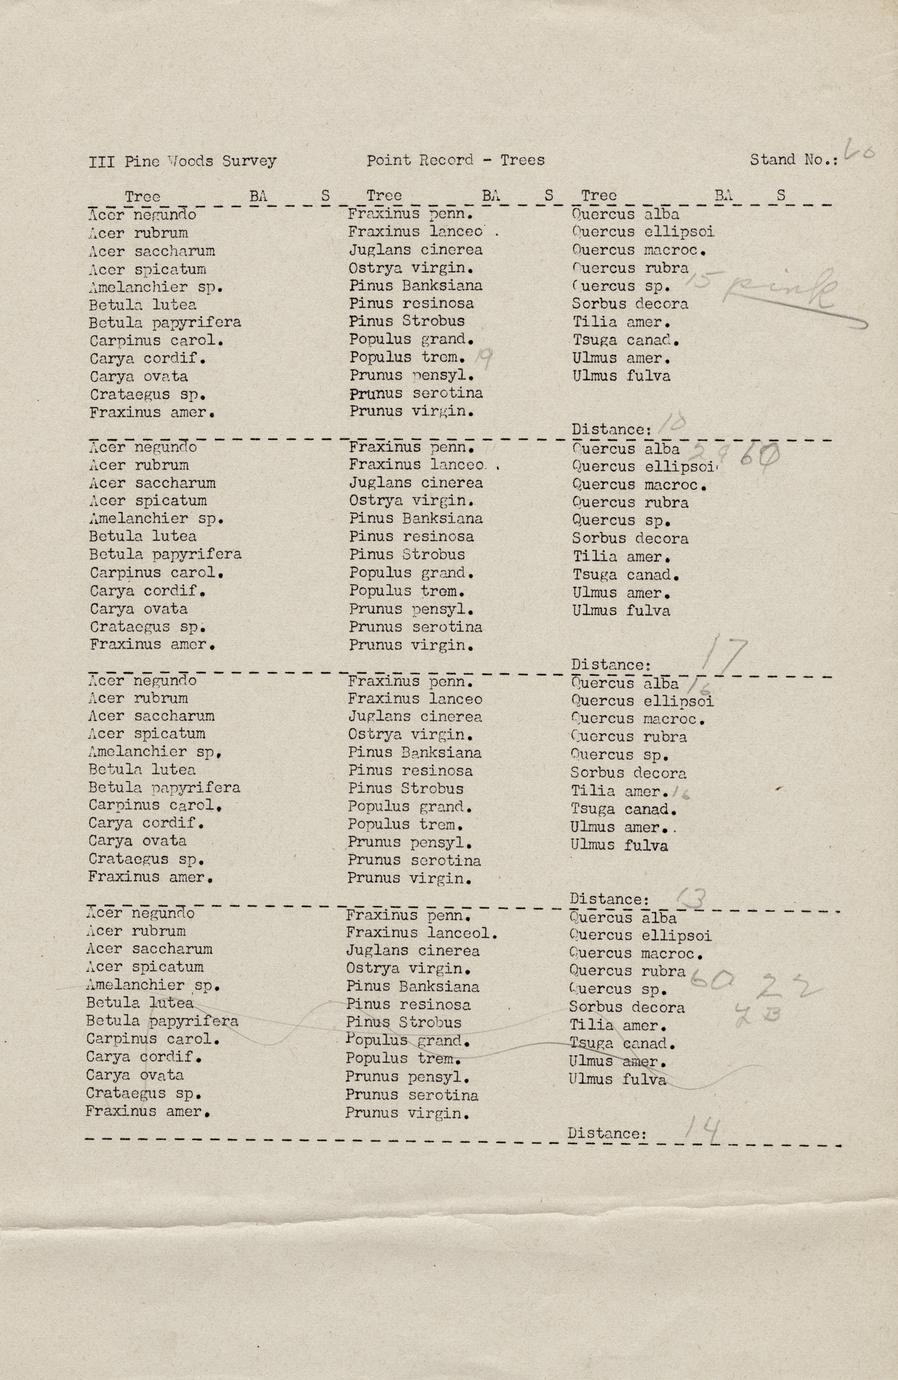 III Pine Woods Survey Point Record - Trees Stand No.: 60
Tree BA S Tree BA S Tree BA S
Acer negundo Fraxinus penn. Quercus alba
Acer rubrum Fraxinus lanceo . Quercus ellipsoi
Acer saccharum Juglans cinerea Quercus macroc.
Acer spicatum Ostrya virgin. Quercus rubra
Amelanchier sp. Pinus Banksiana Quercus sp. 15 pink
Betula lutea Pinus resinosa Sorbus decora
Betula papyrifera Pinus Strobus Tilia amer.
Carpinus carol. Populus grand. Tsuga canad.
Carya cordif. Populus trem. 19 Ulmus amer.
Carya ovata Prunus pensyl. Ulmus fulva
Crataegus sp. Prunus serotina
Fraxinus amer. Prunus virgin.
Distance: 10
Acer negundo Fraxinus penn. Quercus alba 29 60
Acer rubrum Fraxinus lanceo. . Quercus ellipsoi
Acer saccharum Juglans cinerea Quercus macroc.
Acer spicatum Ostrya virgin. Quercus rubra
Amelanchier sp. Pinus Banksiana Quercus sp.
Betula lutea Pinus resinosa Sorbus decora
Betula papyrifera Pinus Strobus Tilia amer.
Carpinus carol. Populus grand. Tsuga canad.
Carya cordif. Populus trem. Ulmus amer.
Carya ovata Prunus pensyl. Ulmus fulva
Crataegus sp. Prunus serotina
Fraxinus amer. Prunus virgin.
Distance: 17
Acer negundo Fraxinus penn. Quercus alba 16
Acer rubrum Fraxinus lanceo Quercus ellipsoi
Acer saccharum Juglans cinerea Quercus macroc.
Acer spicatum Ostrya virgin. Quercus rubra
Amelanchier sp. Pinus Banksiana Quercus sp.
Betula lutea Pinus resinosa Sorbus decora
Betula papyrifera Pinus Strobus Tilia amer. 16
Carpinus carol. Populus grand. Tsuga canad.
Carya cordif. Populus trem. Ulmus amer. .
Carya ovata Prunus pensyl. Ulmus fulva
Crataegus sp. Prunus serotina
Fraxinus amer. Prunus virgin.
Distance: 13
Acer negundo Fraxinus penn. Quercus alba
Acer rubrum Fraxinus lanceol. Quercus ellipsoi
Acer saccharum Juglans cinerea Quercus macroc.
Acer spicatum Ostrya virgin. Quercus rubra 60 22
Amelanchier sp. Pinus Banksiana Quercus sp.
Betula lutea Pinus resinosa Sorbus decora
Betula papyrifera Pinus Strobus Tilia amer.
Carpinus carol. Populus grand. Tsuga canad.
Carya cordif. Populus trem. Ulmus amer.
Carya ovata Prunus pensyl. Ulmus fulva
Crataegus sp. Prunus serotina
Fraxinus amer. Prunus virgin.
Distance: 14